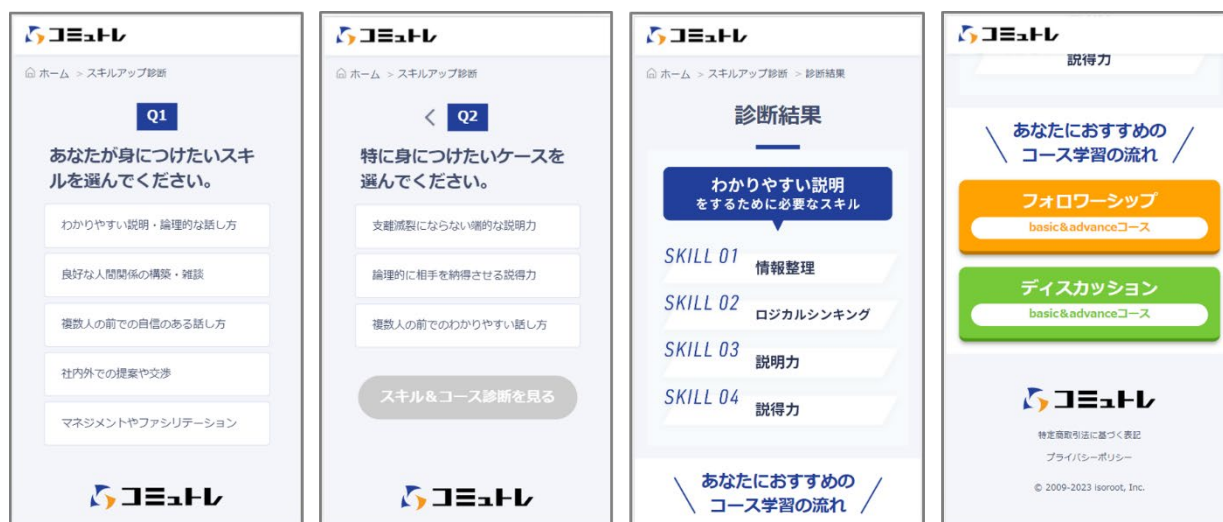 コミュトレ
ホーム > スキルアップ診断
Q1
あなたが身につけたいスキ
ルを選んでください。
わかりやすい説明・論理的な話し方
良好な人間関係の構築・雑談
複数人の前での自信のある話し方
社内外での提案や交渉
マネジメントやファシリテーション
コミュトレ
コミュトレ
ホーム > スキルアップ診断
< Q2
特に身につけたいケースを
選んでください。
支離滅裂にならない端的な説明力
論理的に相手を納得させる説得力
複数人の前でのわかりやすい話し方
スキル&コース診断を見る
コミュトレ
コミュトレ
ホーム > スキルアップ診断 > 診断結果
診断結果
わかりやすい説明
をするために必要なスキル
SKILL 01 情報整理
SKILL 02 ロジカルシンキング
SKILL 03 説明力
SKILL 04 説得力
あなたにおすすめの
コース学習の流れ
コミュトレ
説得力
あなたにおすすめの
コース学習の流れ
フォロワーシップ
basic&advanceコース
ディスカッション
basic&advanceコース
コミュトレ
特定商取引法に基づく表記
プライバシーポリシー
© 2009-2023 isoroot, Inc.